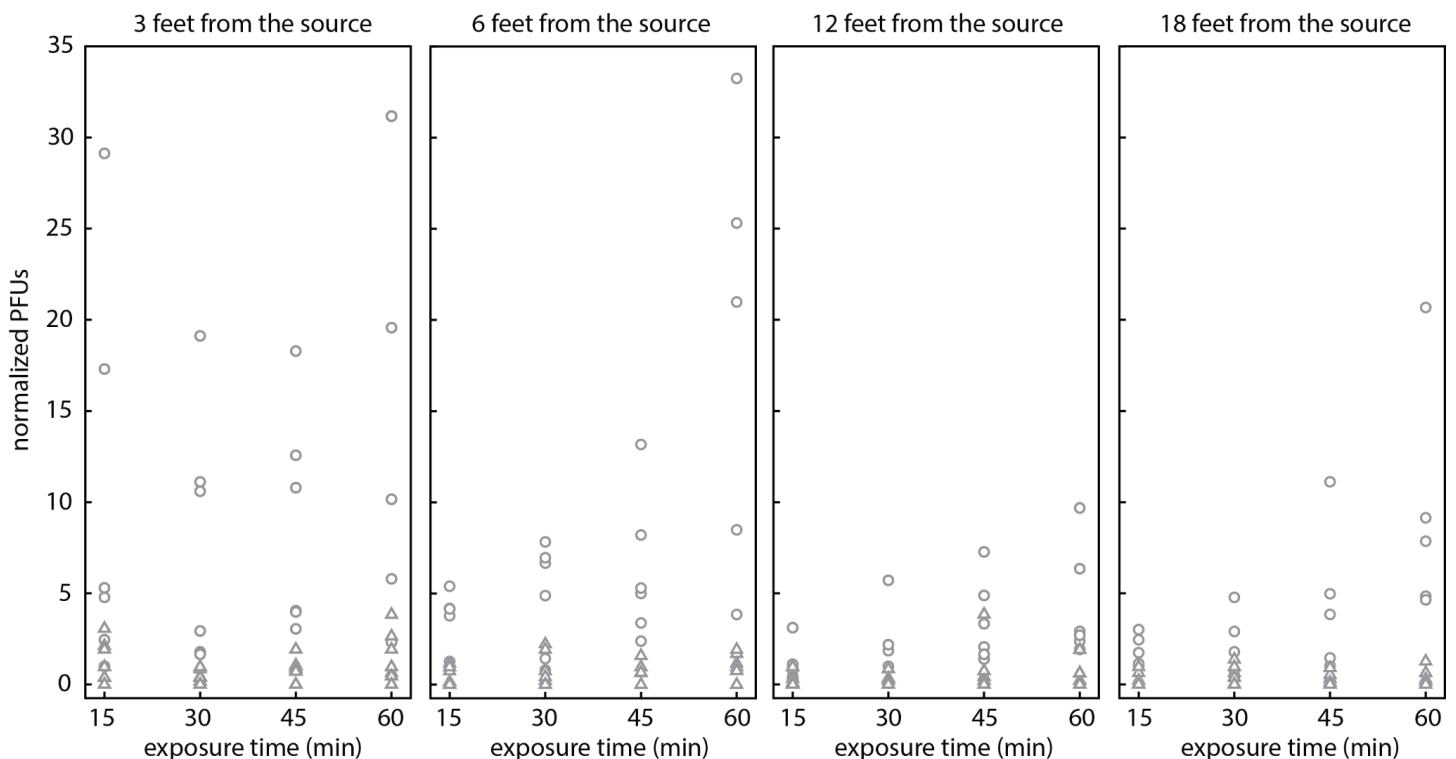 3 feet from the source
6 feet from the source
12 feet from the source
18 feet from the source
normalized PFUs
35
30
25
20
15
10
5
0
15 30 45 60
15 30 45 60
15 30 45 60
15 30 45 60
exposure time (min)
exposure time (min)
exposure time (min)
exposure time (min)